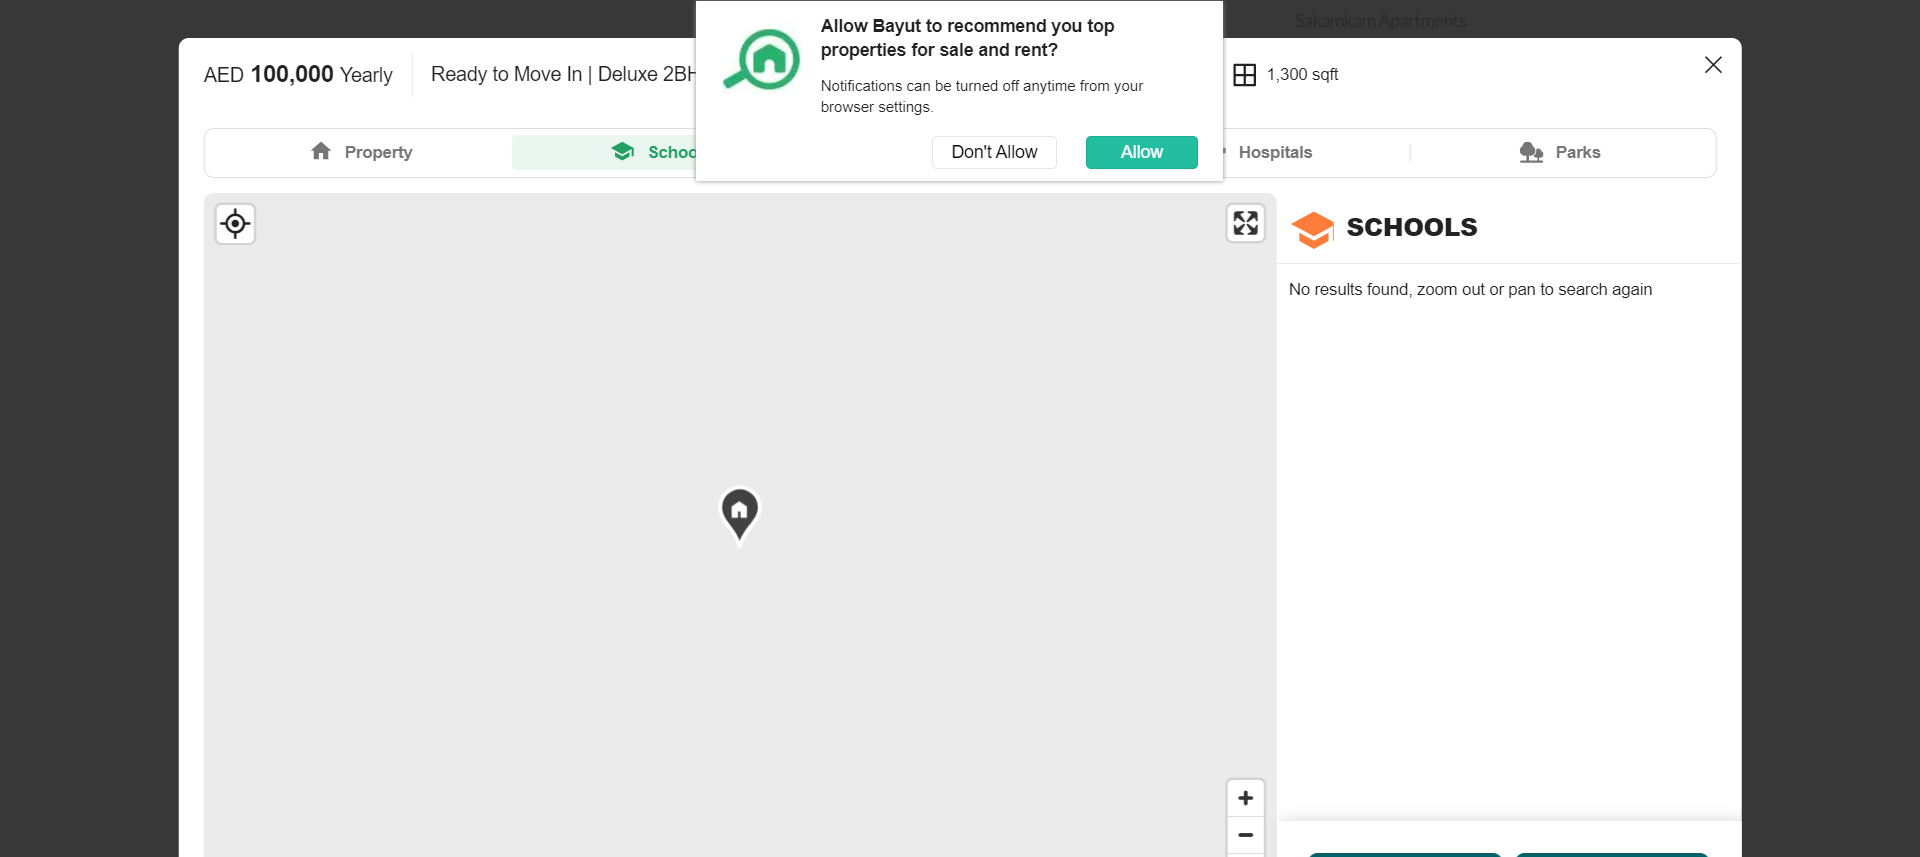 Sakamkam Apartments
Allow Bayut to recommend you top
properties for sale and rent?
Notifications can be turned off anytime from your
browser settings.
Don't Allow
Allow
AED 100,000 Yearly
Ready to Move In | Deluxe 2BH
1,300 sqft
Property
Schoo
Hospitals
Parks
SCHOOLS
No results found, zoom out or pan to search again